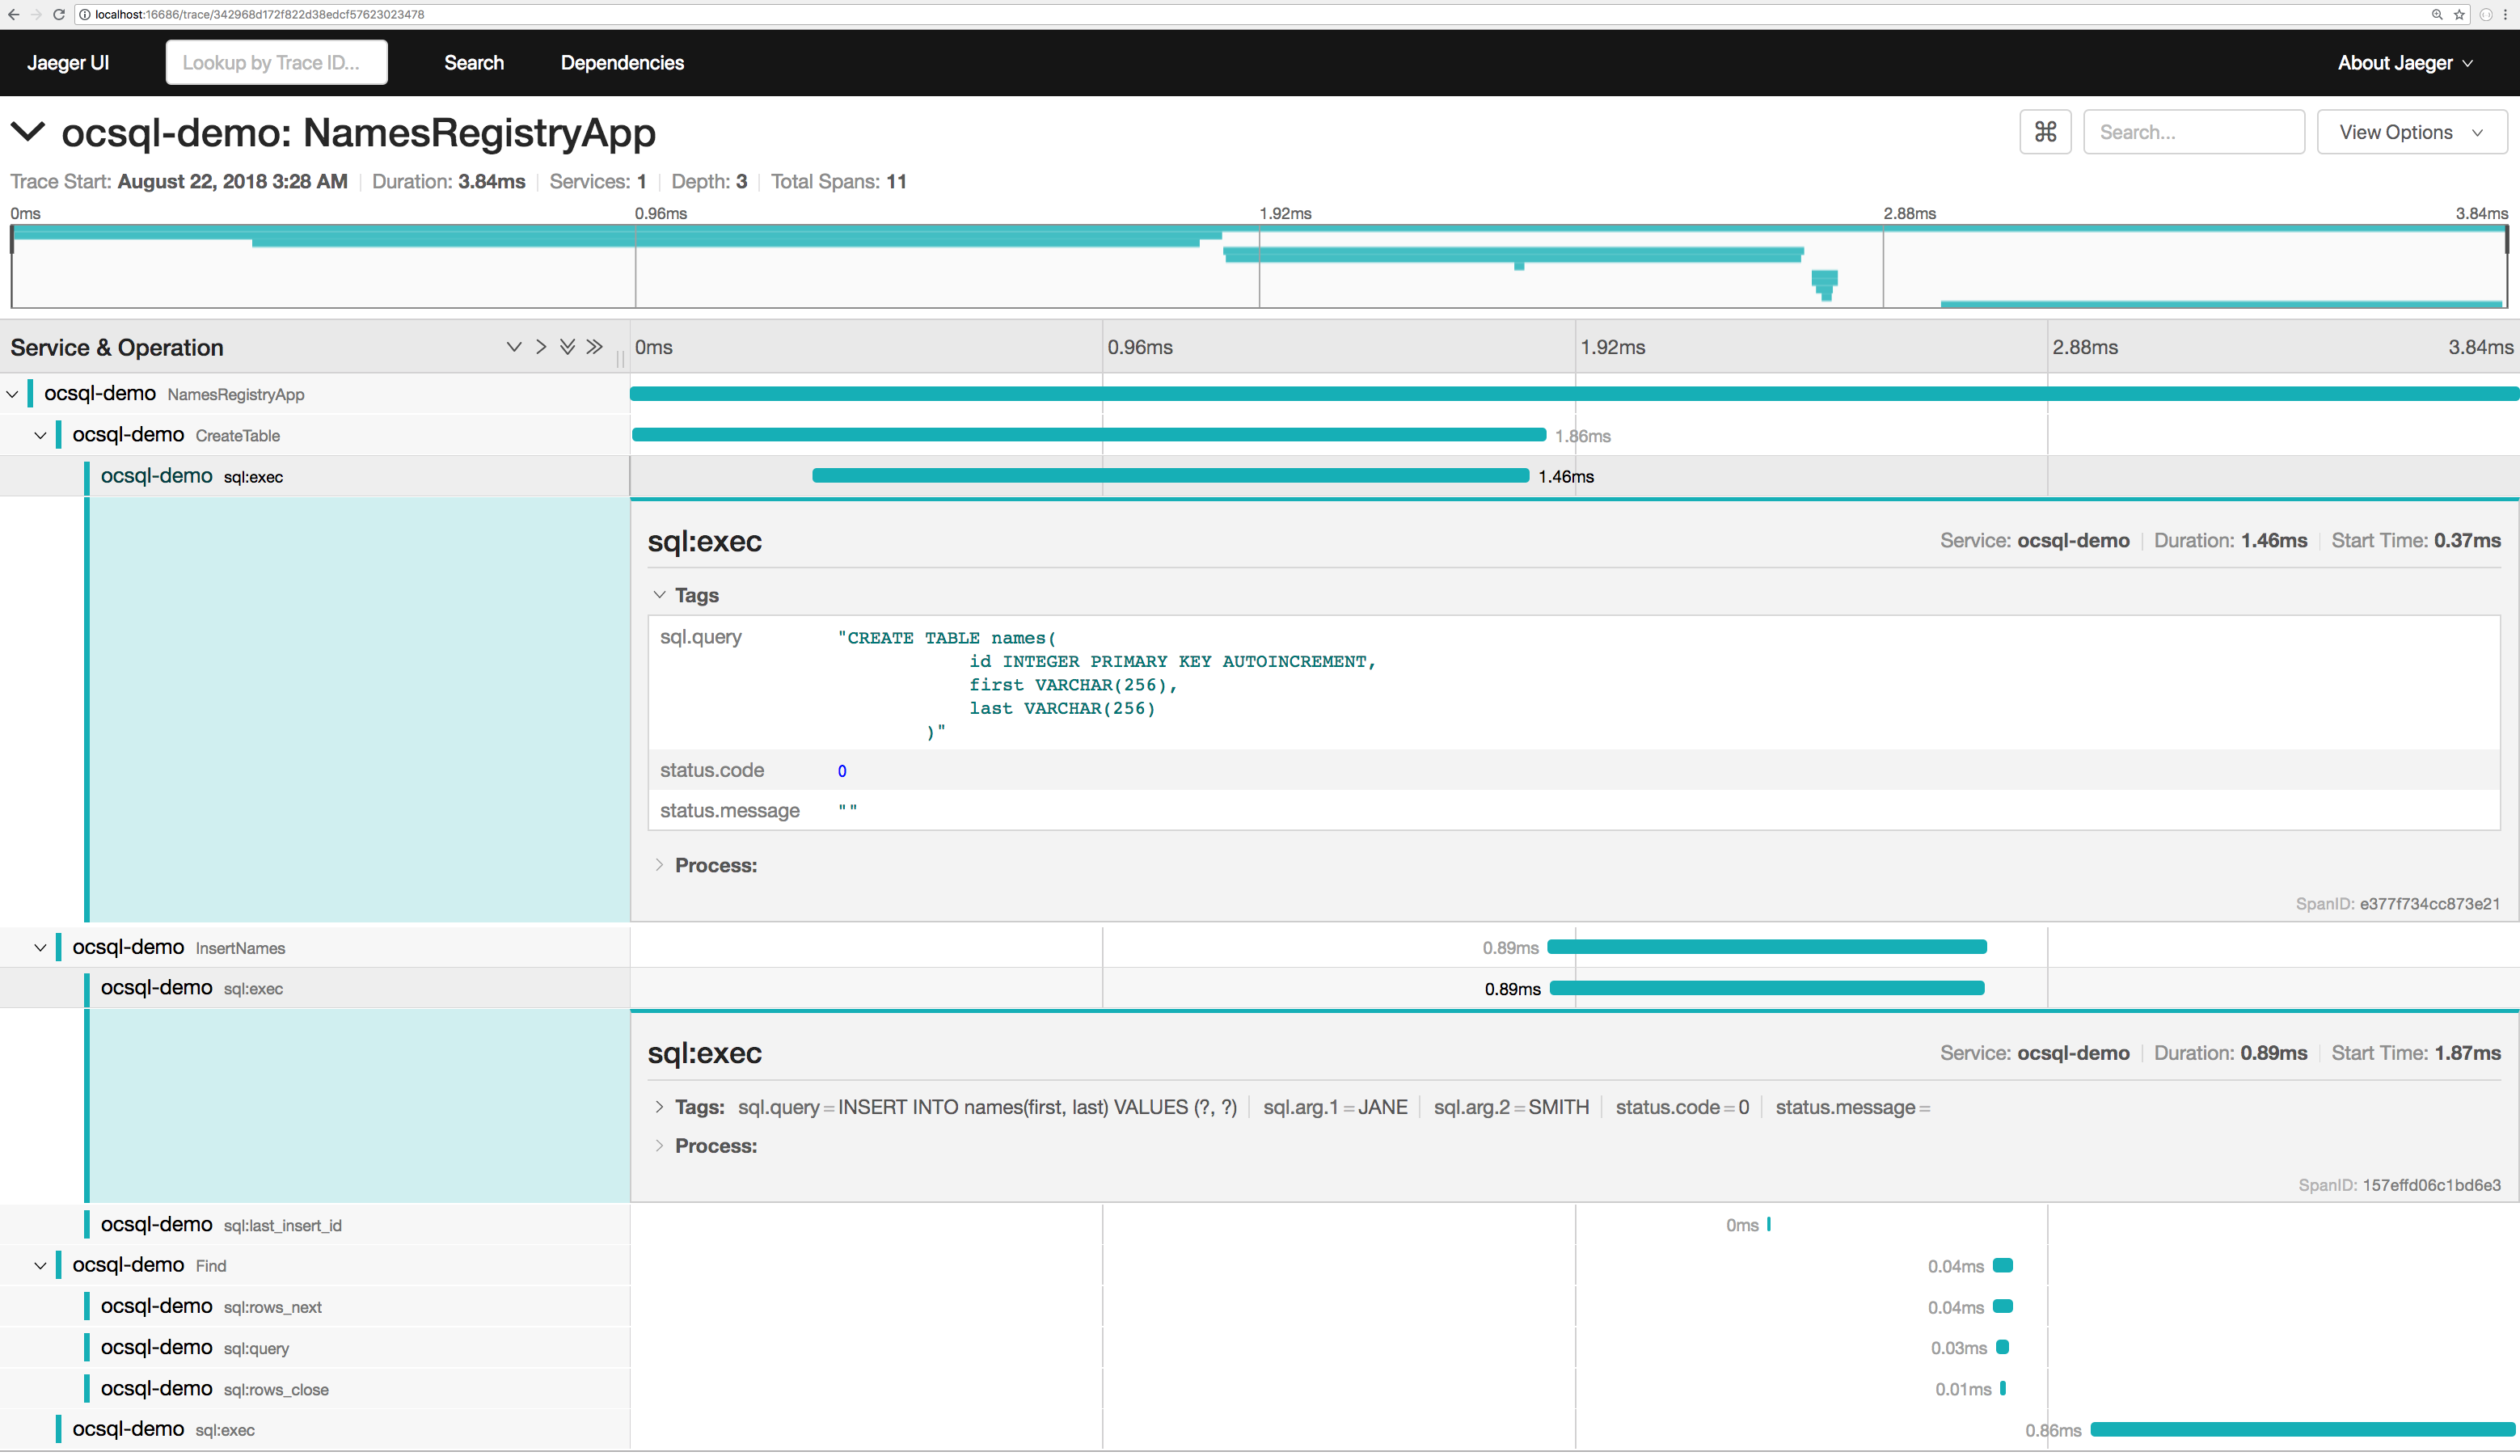 localhost:16686/trace/342968d172f822d38edcf57623023478
Jaeger UI Lookup by Trace ID... Search Dependencies About Jaeger
ocsql-demo: NamesRegistryApp ⌘ Search... View Options
Trace Start: August 22, 2018 3:28 AM Duration: 3.84ms Services: 1 Depth: 3 Total Spans: 11
0ms 0.96ms 1.92ms 2.88ms 3.84ms
Service & Operation 0ms 0.96ms 1.92ms 2.88ms 3.84ms
ocsql-demo NamesRegistryApp
ocsql-demo CreateTable 1.86ms
ocsql-demo sql:exec 1.46ms
sql:exec Service: ocsql-demo Duration: 1.46ms Start Time: 0.37ms
Tags
sql.query "CREATE TABLE names(
id INTEGER PRIMARY KEY AUTOINCREMENT,
first VARCHAR(256),
last VARCHAR(256)
)"
status.code 0
status.message ""
Process:
SpanID: e377f734cc873e21
ocsql-demo InsertNames 0.89ms
ocsql-demo sql:exec 0.89ms
sql:exec Service: ocsql-demo Duration: 0.89ms Start Time: 1.87ms
Tags: sql.query=INSERT INTO names(first, last) VALUES (?, ?) sql.arg.1=JANE sql.arg.2=SMITH status.code=0 status.message=
Process:
SpanID: 157effd06c1bd6e3
ocsql-demo sql:last_insert_id 0ms
ocsql-demo Find 0.04ms
ocsql-demo sql:rows_next 0.04ms
ocsql-demo sql:query 0.03ms
ocsql-demo sql:rows_close 0.01ms
ocsql-demo sql:exec 0.86ms